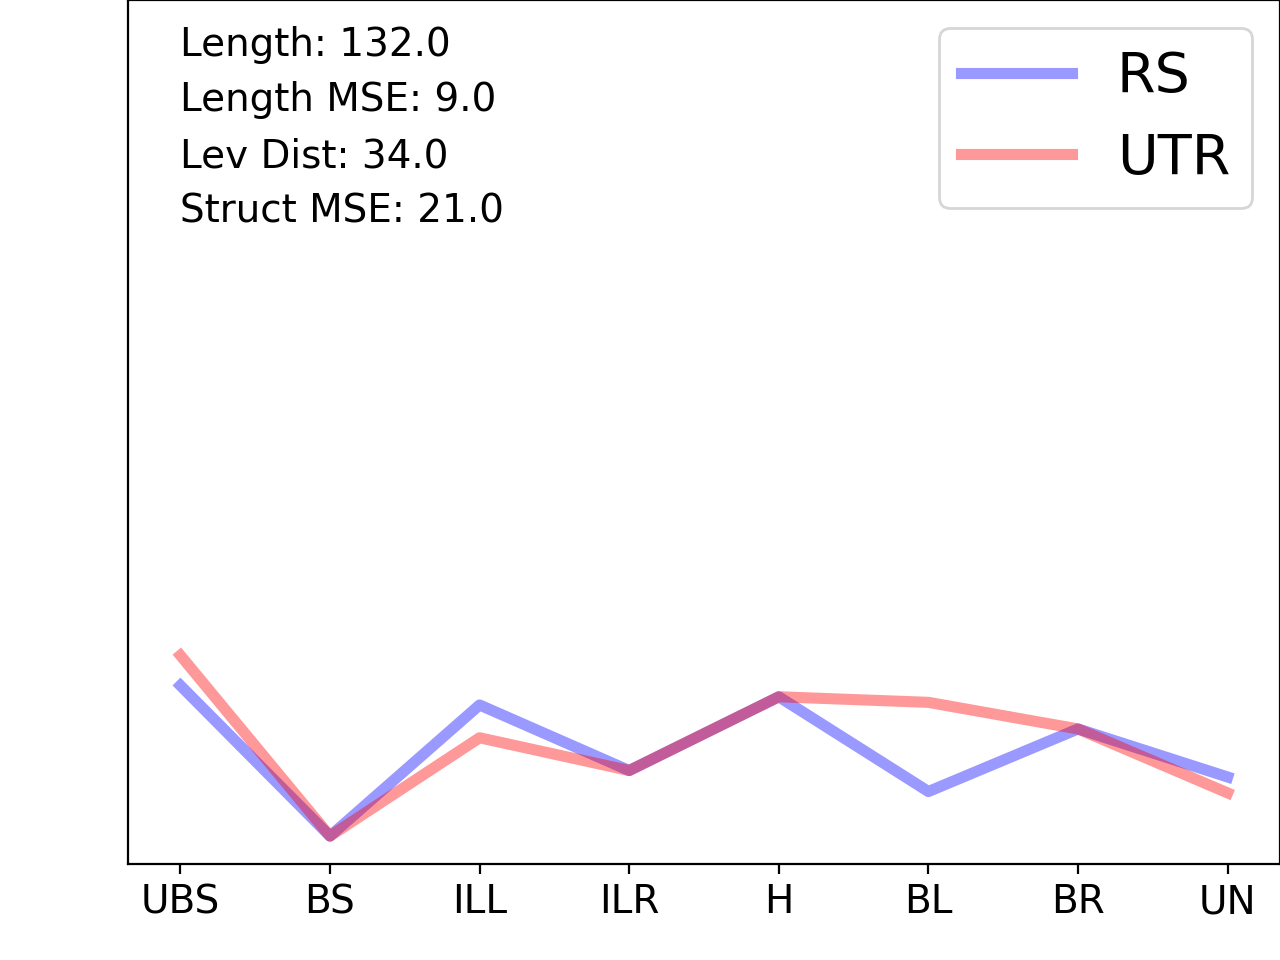 Length: 132.0
Length MSE: 9.0
Lev Dist: 34.0
Struct MSE: 21.0
RS
UTR
UBS BS ILL ILR H BL BR UN